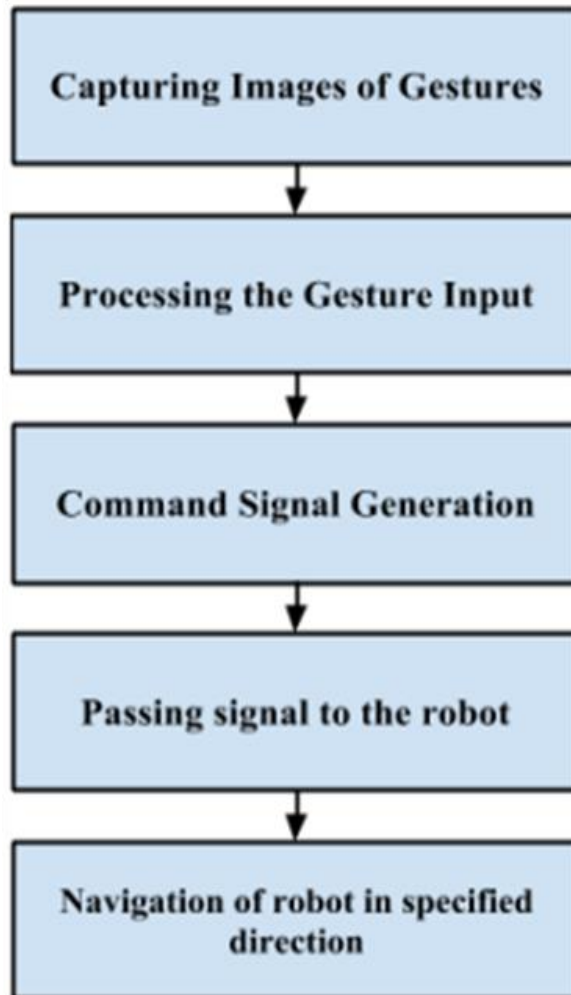 Capturing Images of Gestures
Processing the Gesture Input
Command Signal Generation
Passing signal to the robot
Navigation of robot in specified
direction